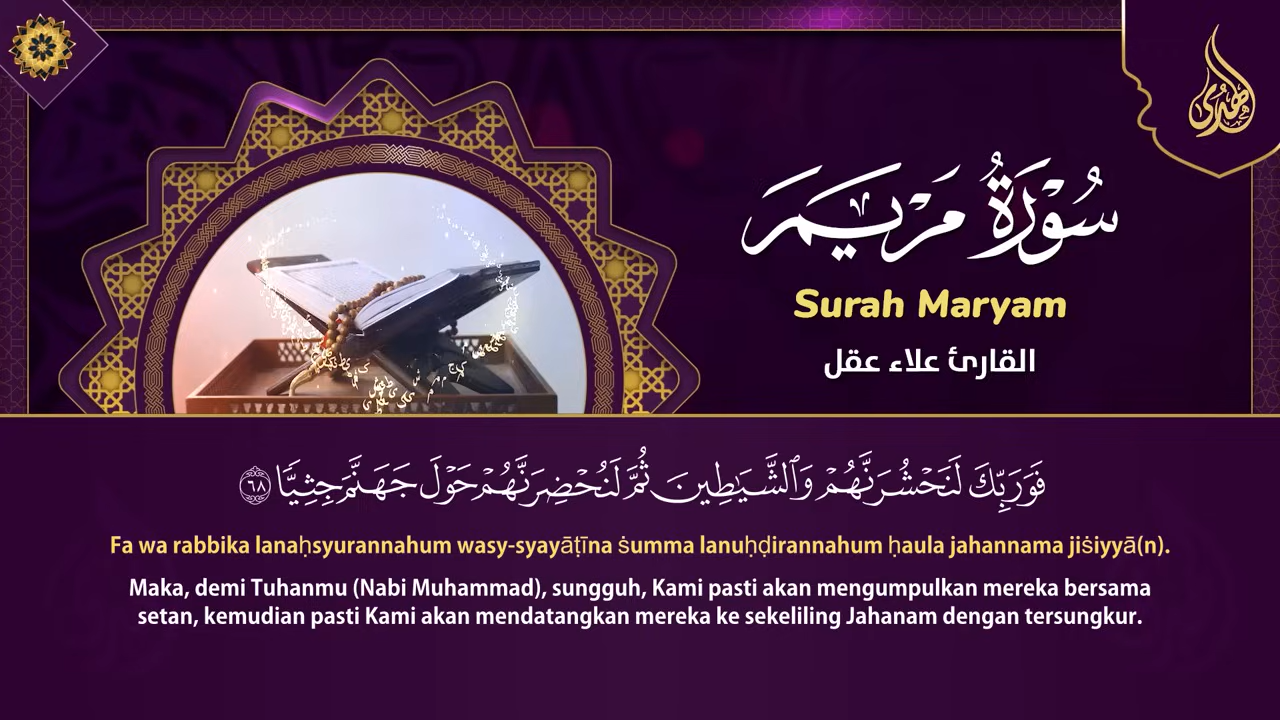 الهدى
سُوْرَةُ مَرْيَم
Surah Maryam
القارئ علاء عقل
فَوَرَبِّكَ لَنَحْشُرَنَّهُمْ وَٱلشَّيَـٰطِينَ ثُمَّ لَنُحْضِرَنَّهُمْ حَوْلَ جَهَنَّمَ جِثِيًّا ٦٨
Fa wa rabbika lanaḥsyurannahum wasy-syayāṭīna ṡumma lanuḥḍirannahum ḥaula jahannama jiṡiyyā(n).
Maka, demi Tuhanmu (Nabi Muhammad), sungguh, Kami pasti akan mengumpulkan mereka bersama
setan, kemudian pasti Kami akan mendatangkan mereka ke sekeliling Jahanam dengan tersungkur.